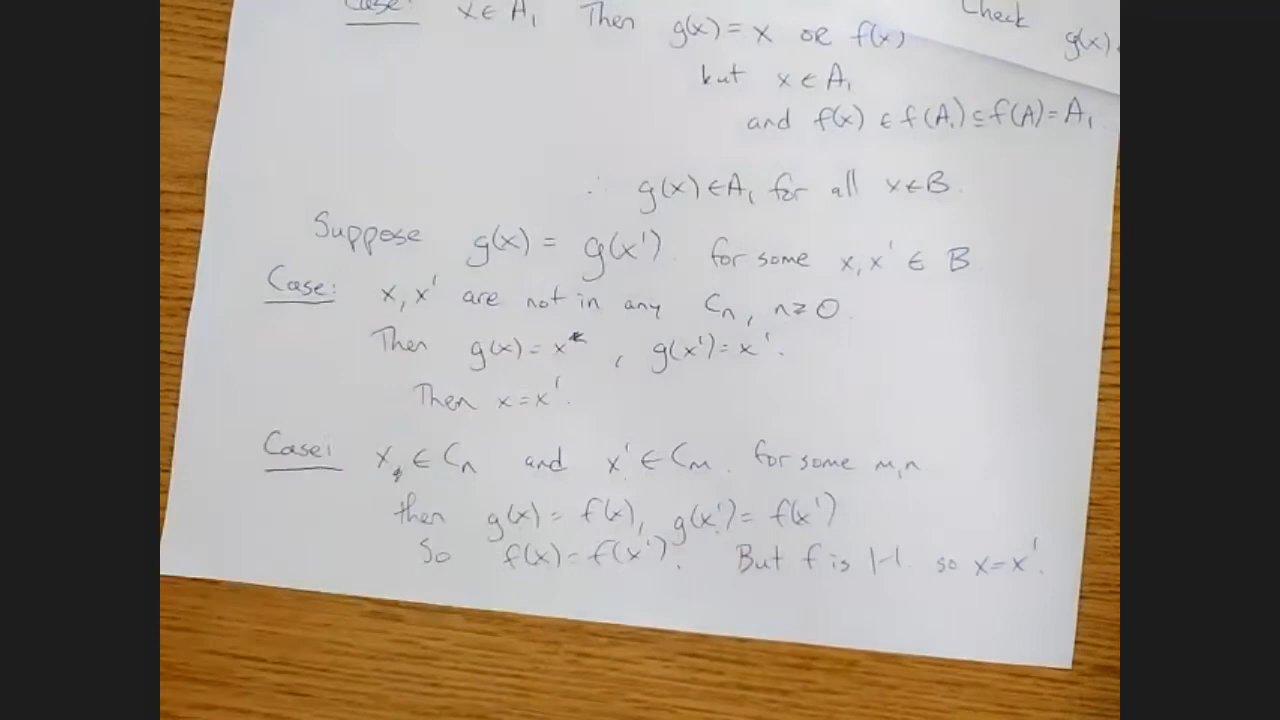 Case: x ∈ A₁ Then g(x) = x or f(x)
but x ∈ A₁
and f(x) ∈ f(A₁) ⊆ f(A) = A₁
Check
g(x)
∴ g(x) ∈ A₁ for all x ∈ B.
Suppose g(x) = g(x'). for some x, x' ∈ B
Case: x, x' are not in any Cₙ, n ≥ 0.
Then g(x) = x , g(x') = x'.
Then x = x'.
Case: x ∈ Cₙ and x' ∈ Cₘ. for some m, n
then g(x) = f(x), g(x') = f(x')
So f(x) = f(x'). But f is 1-1. so x = x'.